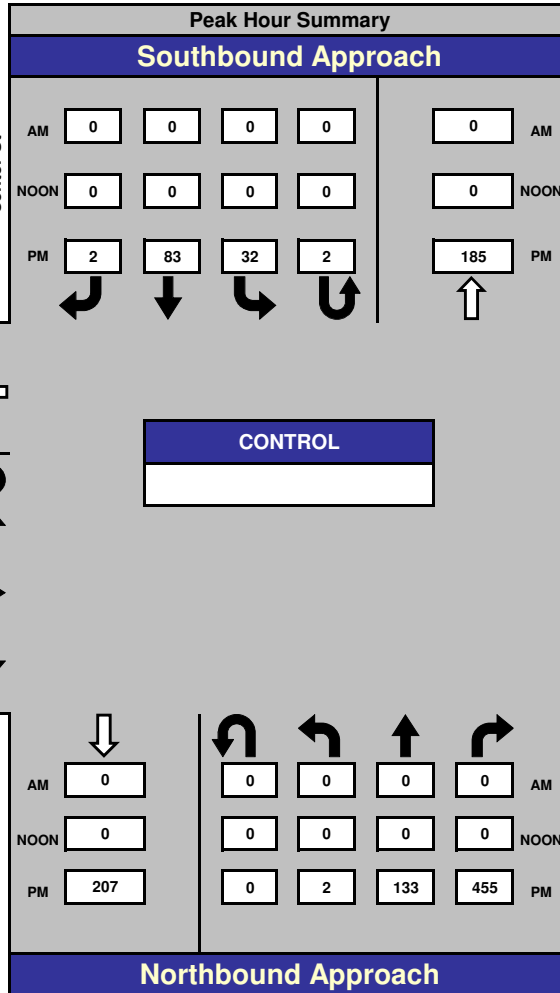 Peak Hour Summary
Southbound Approach
AM 0 0 0 0 0 AM
NOON 0 0 0 0 0 NOON
PM 2 83 32 2 185 PM
CONTROL
AM 0 0 0 0 0 AM
NOON 0 0 0 0 0 NOON
PM 207 0 2 133 455 PM
Northbound Approach